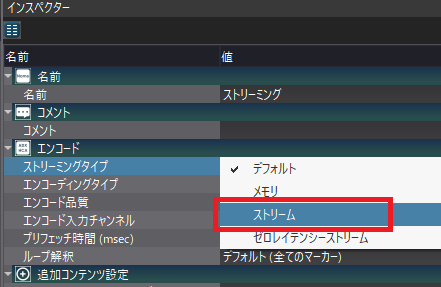 インスペクター
名前 値
名前
名前 ストリーミング
コメント
コメント
エンコード
ストリーミングタイプ デフォルト
エンコーディングタイプ メモリ
エンコード品質 ストリーム
エンコード入力チャンネル
プリフェッチ時間 (msec) ゼロレイテンシーストリーム
ループ解釈 デフォルト (全てのマーカー)
追加コンテンツ設定